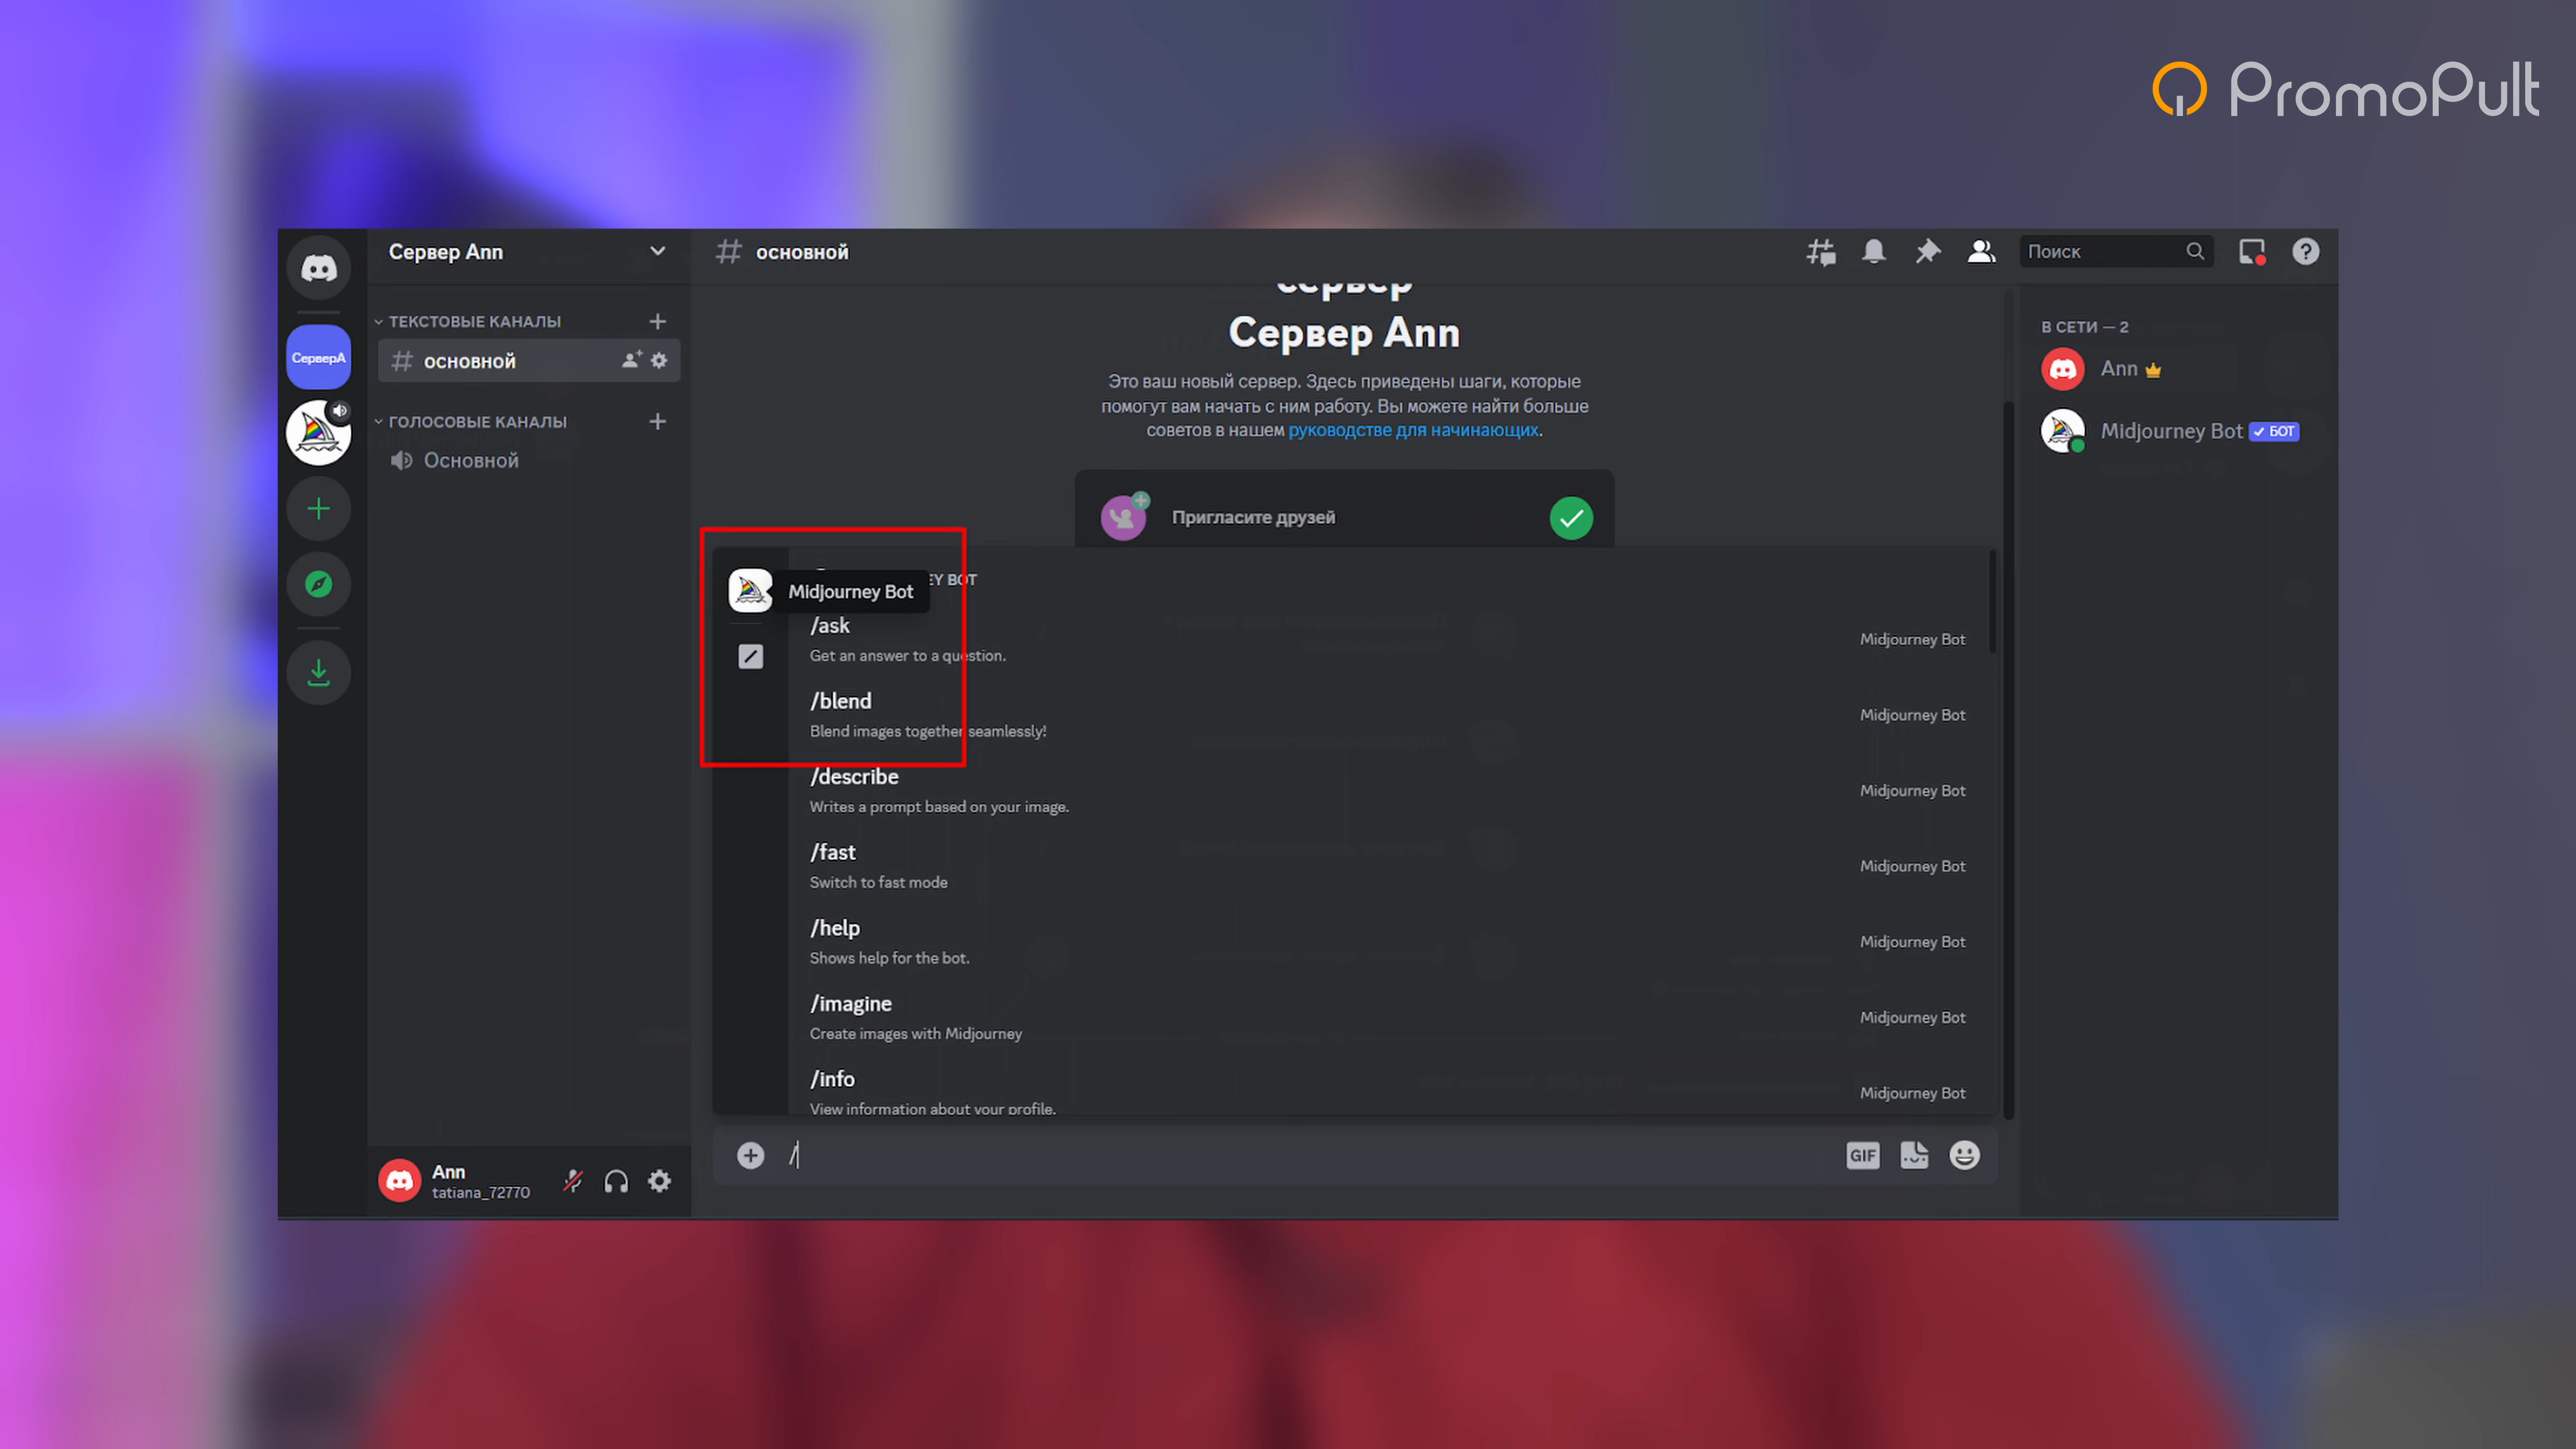 PromoPult
Сервер Ann
основной
Поиск
ТЕКСТОВЫЕ КАНАЛЫ
основной
СерверА
ГОЛОСОВЫЕ КАНАЛЫ
Основной
сервер
Сервер Ann
Это ваш новый сервер. Здесь приведены шаги, которые
помогут вам начать с ним работу. Вы можете найти больше
советов в нашем руководстве для начинающих.
Пригласите друзей
В СЕТИ — 2
Ann
Midjourney Bot БОТ
EY BOT
Midjourney Bot
/ask
Get an answer to a question.
Midjourney Bot
/blend
Blend images together seamlessly!
Midjourney Bot
/describe
Writes a prompt based on your image.
Midjourney Bot
/fast
Switch to fast mode
Midjourney Bot
/help
Shows help for the bot.
Midjourney Bot
/imagine
Create images with Midjourney
Midjourney Bot
/info
View information about your profile.
Midjourney Bot
/
GIF
Ann
tatiana_72770